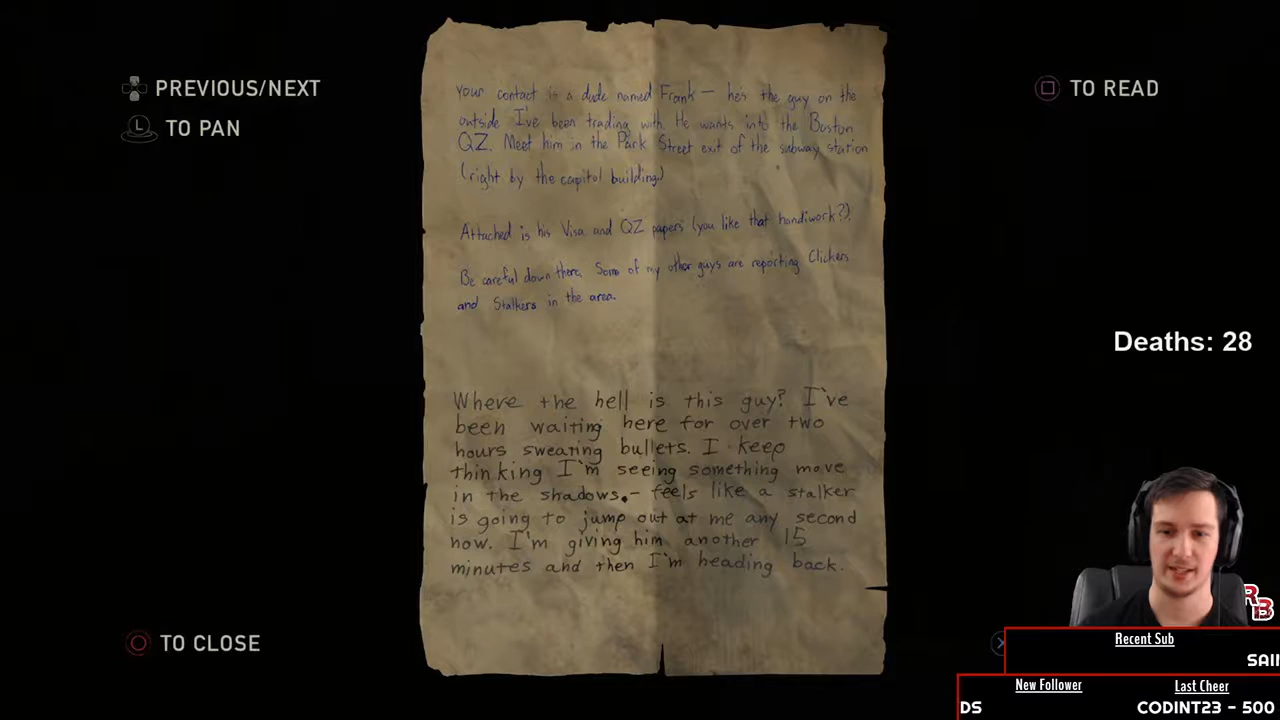 PREVIOUS/NEXT
TO PAN
TO READ
Your contact is a dude named Frank — he's the guy on the
outside I've been trading with. He wants into the Boston
QZ. Meet him in the Park Street exit of the subway station
(right by the capitol building)
Attached is his Visa and QZ papers (you like that handiwork?).
Be careful down there. Some of my other guys are reporting Clickers
and Stalkers in the area.
Where the hell is this guy? I've
been waiting here for over two
hours swearing bullets. I keep
thinking I'm seeing something move
in the shadows.- feels like a stalker
is going to jump out at me any second
now. I'm giving him another 15
minutes and then I'm heading back.
TO CLOSE
Deaths: 28
Recent Sub
SAI
New Follower
Last Cheer
DS
CODINT23 - 500